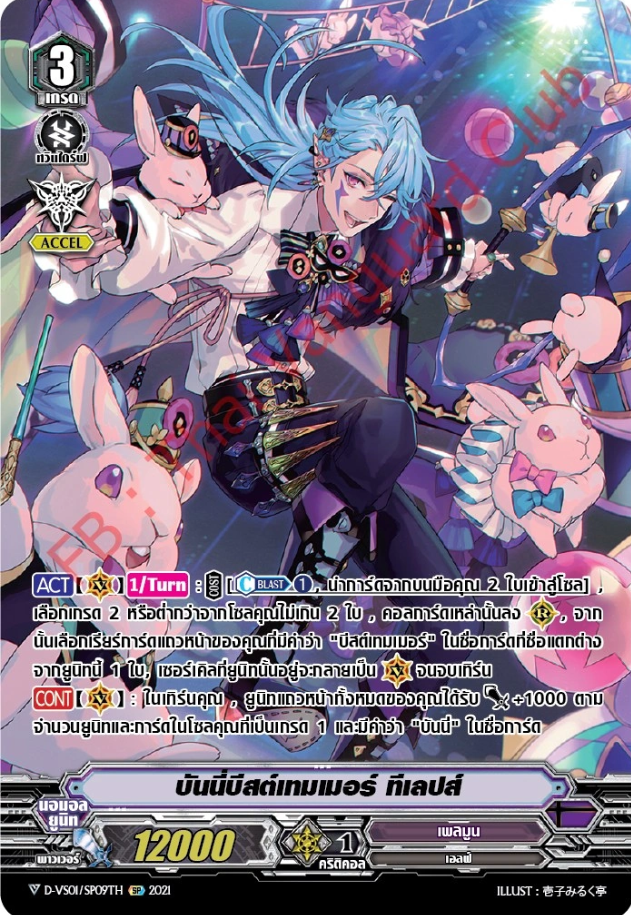 3
เกรด
ทวินไดร์ฟ
ACCEL
FB : Thai Vanguard Club
ACT 【V】 1/Turn : COST [C BLAST 1, นำการ์ดจากบนมือคุณ 2 ใบเข้าสู่โซล] ,
เลือกเกรด 2 หรือต่ำกว่าจากโซลคุณไม่เกิน 2 ใบ , คอลการ์ดเหล่านั้นลง R , จาก
นั้นเลือกเรียร์การ์ดแถวหน้าของคุณที่มีคำว่า "บีสต์เทมเมอร์" ในชื่อการ์ดที่ชื่อแตกต่าง
จากยูนิทนี้ 1 ใบ, เซอร์เคิลที่ยูนิทนั้นอยู่จะกลายเป็น V จนจบเทิร์น
CONT 【V】 : ในเทิร์นคุณ , ยูนิทแถวหน้าทั้งหมดของคุณได้รับ +1000 ตาม
จำนวนยูนิทและการ์ดในโซลคุณที่เป็นเกรด 1 และมีคำว่า "บันนี่" ในชื่อการ์ด
บันนี่บีสต์เทมเมอร์ ทีเลปส์
นอมอล
ยูนิท
พาวเวอร์
12000
1
คริติคอล
เพลมูน
เอลฟ์
D-VS01/SP09TH SP 2021
ILLUST : 壱子みるく亭